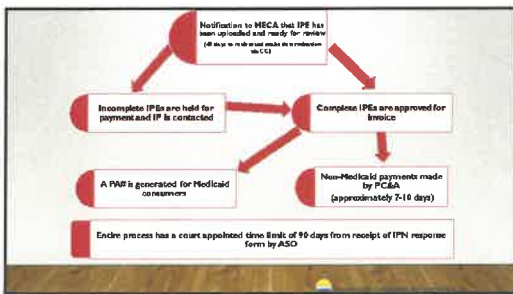 Notification to MECA that IPE has
been uploaded and ready for review
Incomplete IPEs are held for
payment and IP is contacted
Complete IPEs are approved for
invoice
A PA# is generated for Medicaid
consumers
Non-Medicaid payments made
by PC&A
(approximately 7-10 days)
Entire process has a court appointed time limit of 90 days from receipt of IPN response
form by ASO